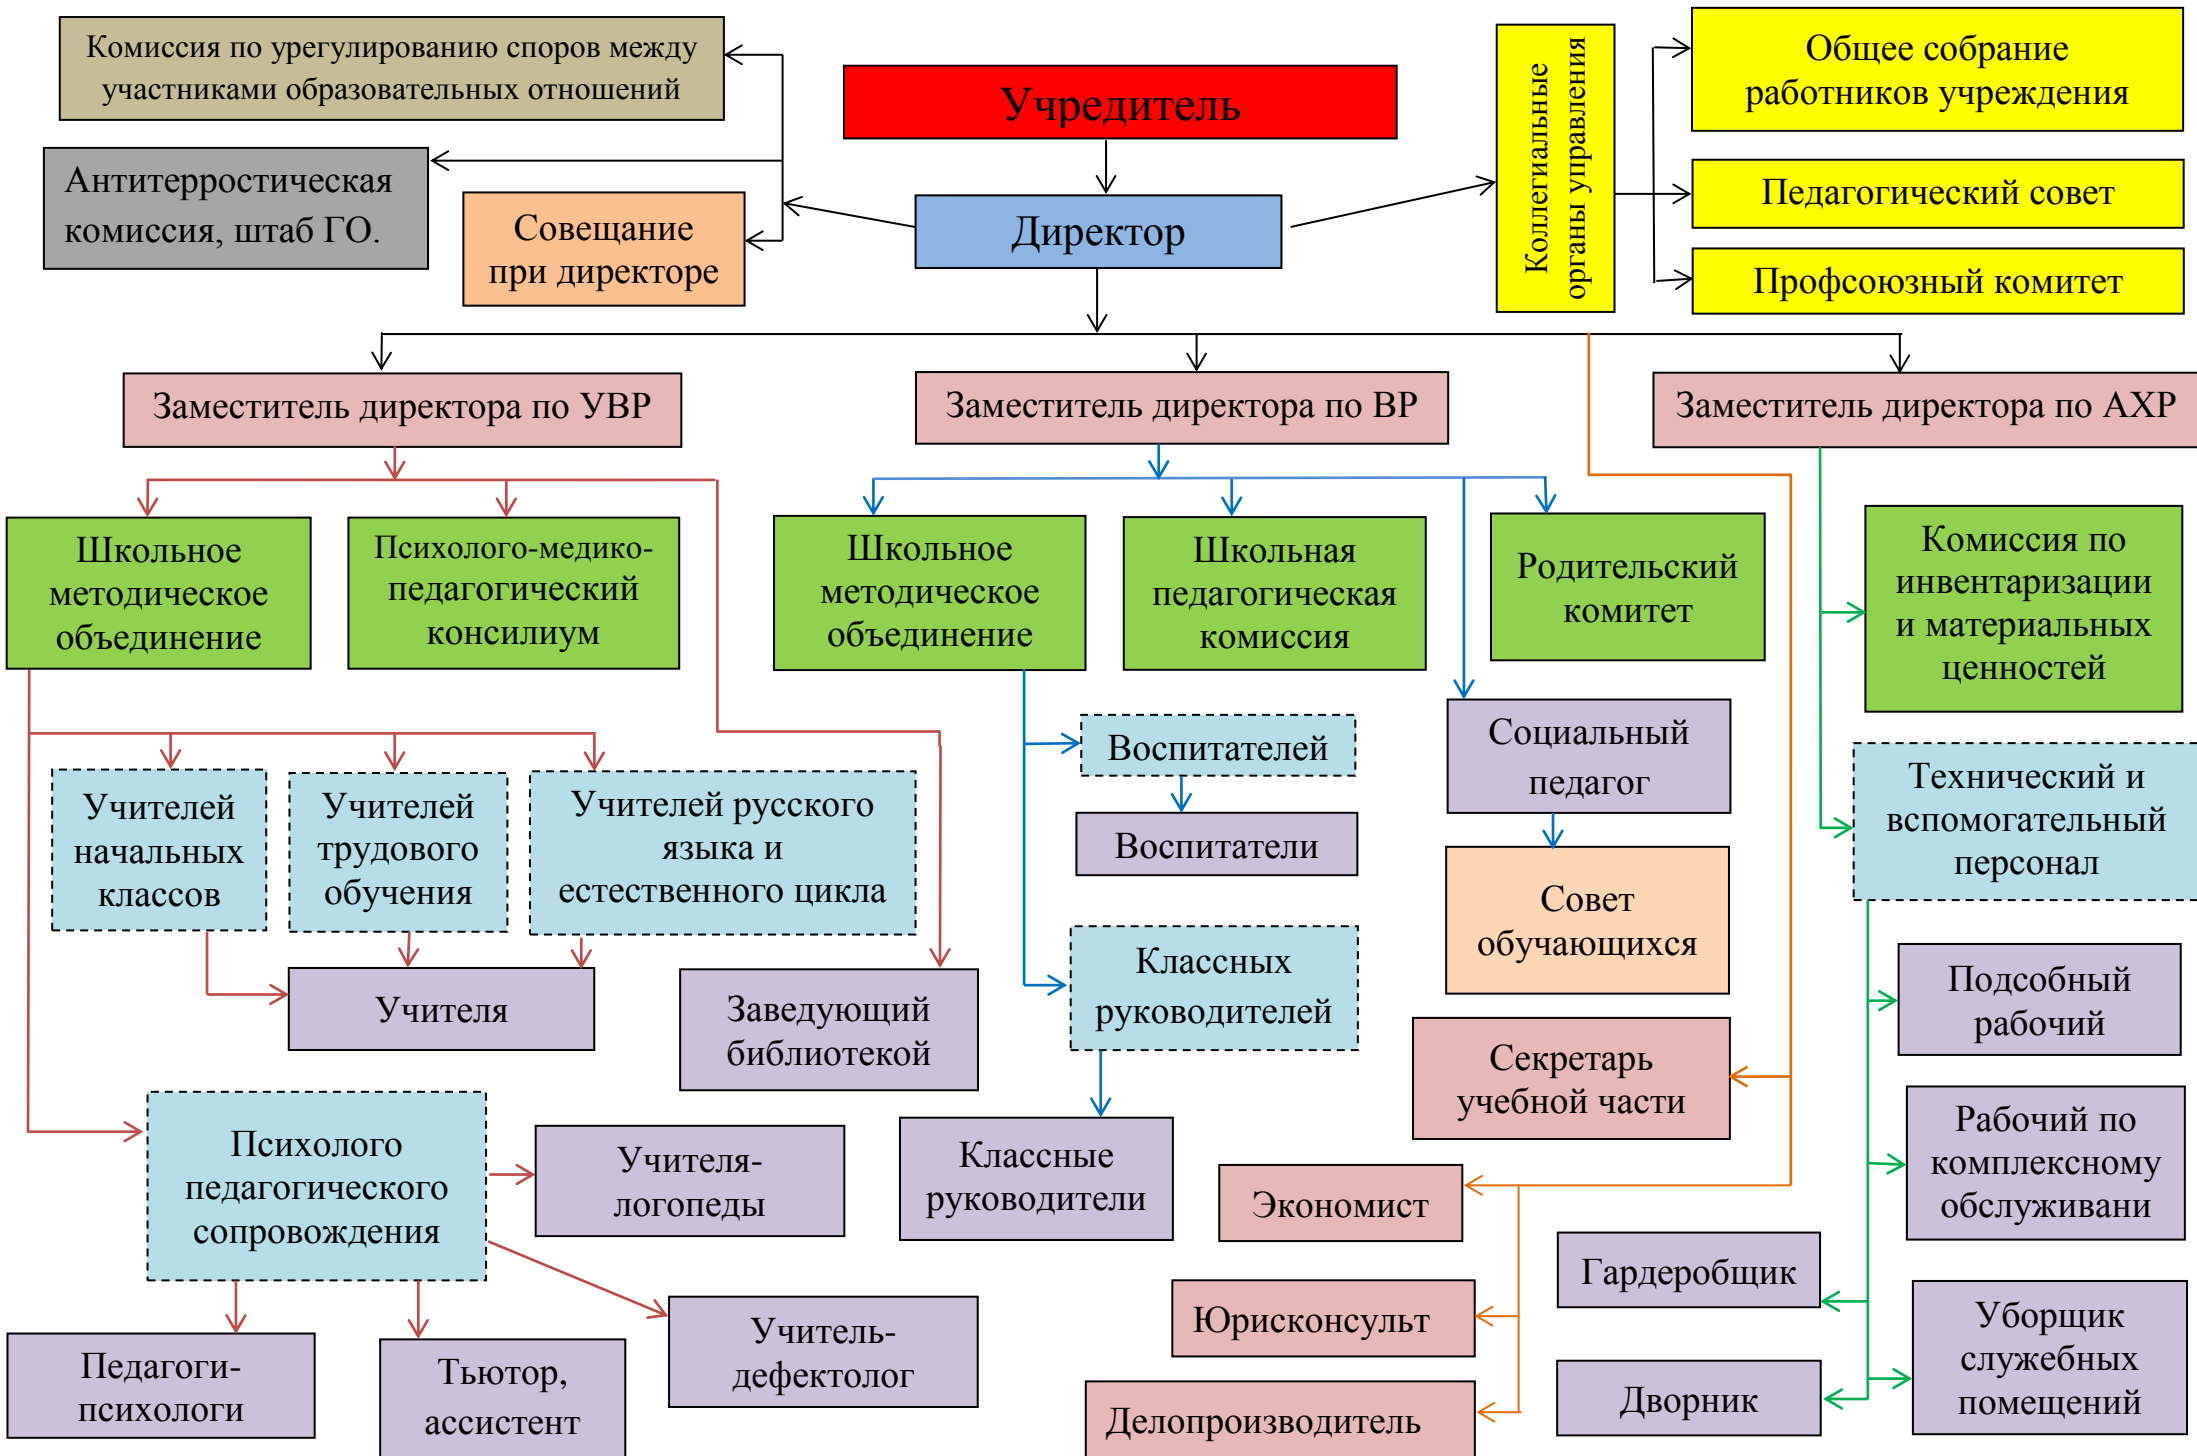 Комиссия по урегулированию споров между
участниками образовательных отношений
Учредитель
Коллегиальные
органы управления
Общее собрание
работников учреждения
Антитерростическая
комиссия, штаб ГО.
Совещание
при директоре
Директор
Педагогический совет
Профсоюзный комитет
Заместитель директора по УВР
Заместитель директора по ВР
Заместитель директора по АХР
Школьное
методическое
объединение
Психолого-медико-
педагогический
консилиум
Школьное
методическое
объединение
Школьная
педагогическая
комиссия
Родительский
комитет
Комиссия по
инвентаризации
и материальных
ценностей
Учителей
начальных
классов
Учителей
трудового
обучения
Учителей русского
языка и
естественного цикла
Воспитателей
Воспитатели
Социальный
педагог
Технический и
вспомогательный
персонал
Совет
обучающихся
Учителя
Заведующий
библиотекой
Классных
руководителей
Подсобный
рабочий
Секретарь
учебной части
Психолого
педагогического
сопровождения
Учителя-
логопеды
Классные
руководители
Экономист
Рабочий по
комплексному
обслуживани
Гардеробщик
Юрисконсульт
Уборщик
служебных
помещений
Педагоги-
психологи
Тьютор,
ассистент
Учитель-
дефектолог
Делопроизводитель
Дворник